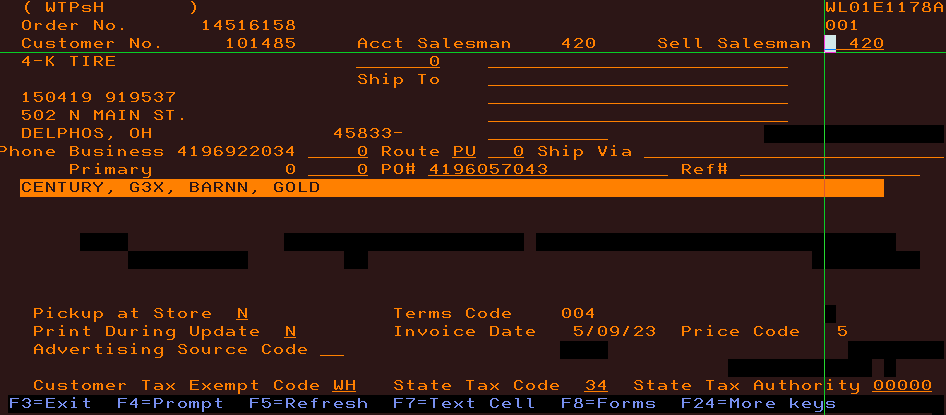 ( WTPsH ) WL01E1178A
Order No. 14516158 001
Customer No. 101485 Acct Salesman 420 Sell Salesman 420
4-K TIRE 0
Ship To
150419 919537
502 N MAIN ST.
DELPHOS, OH 45833-
Phone Business 4196922034 0 Route PU 0 Ship Via
Primary 0 0 PO# 4196057043 Ref#
CENTURY, G3X, BARNN, GOLD
Pickup at Store N Terms Code 004
Print During Update N Invoice Date 5/09/23 Price Code 5
Advertising Source Code
Customer Tax Exempt Code WH State Tax Code 34 State Tax Authority 00000
F3=Exit F4=Prompt F5=Refresh F7=Text Cell F8=Forms F24=More keys